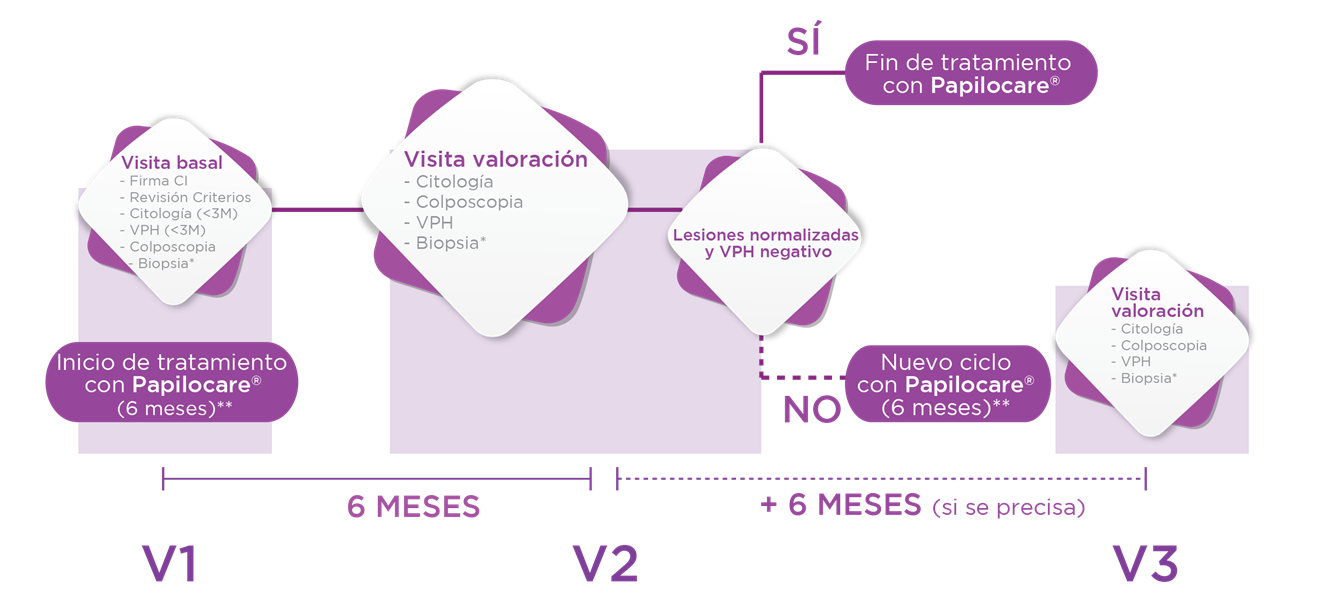 Visita basal
- Firma CI
- Revisión Criterios
- Citología (<3M)
- VPH (<3M)
- Colposcopia
- Biopsia*
Inicio de tratamiento
con Papilocare®
(6 meses)**
Visita valoración
- Citología
- Colposcopia
- VPH
- Biopsia*
Lesiones normalizadas
y VPH negativo
SÍ
Fin de tratamiento
con Papilocare®
NO
Nuevo ciclo
con Papilocare®
(6 meses)**
Visita
valoración
- Citología
- Colposcopia
- VPH
- Biopsia*
6 MESES
+ 6 MESES (si se precisa)
V1
V2
V3